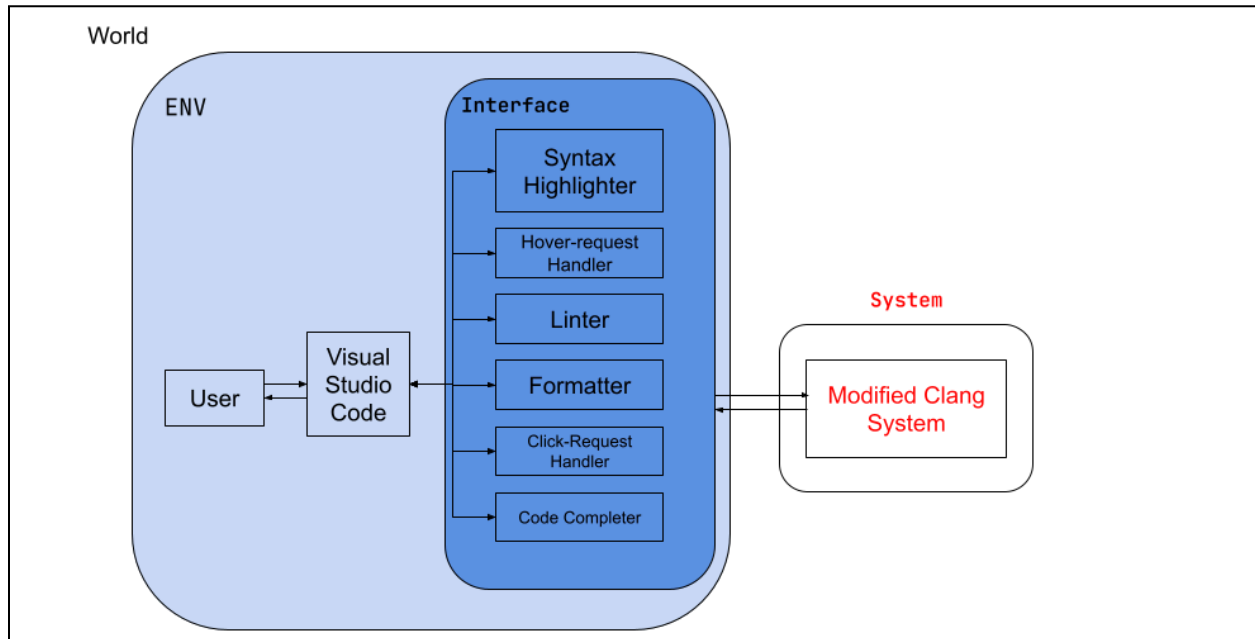 World
ENV
Interface
Syntax
Highlighter
Hover-request
Handler
Linter
Formatter
Click-Request
Handler
Code Completer
User
Visual
Studio
Code
System
Modified Clang
System